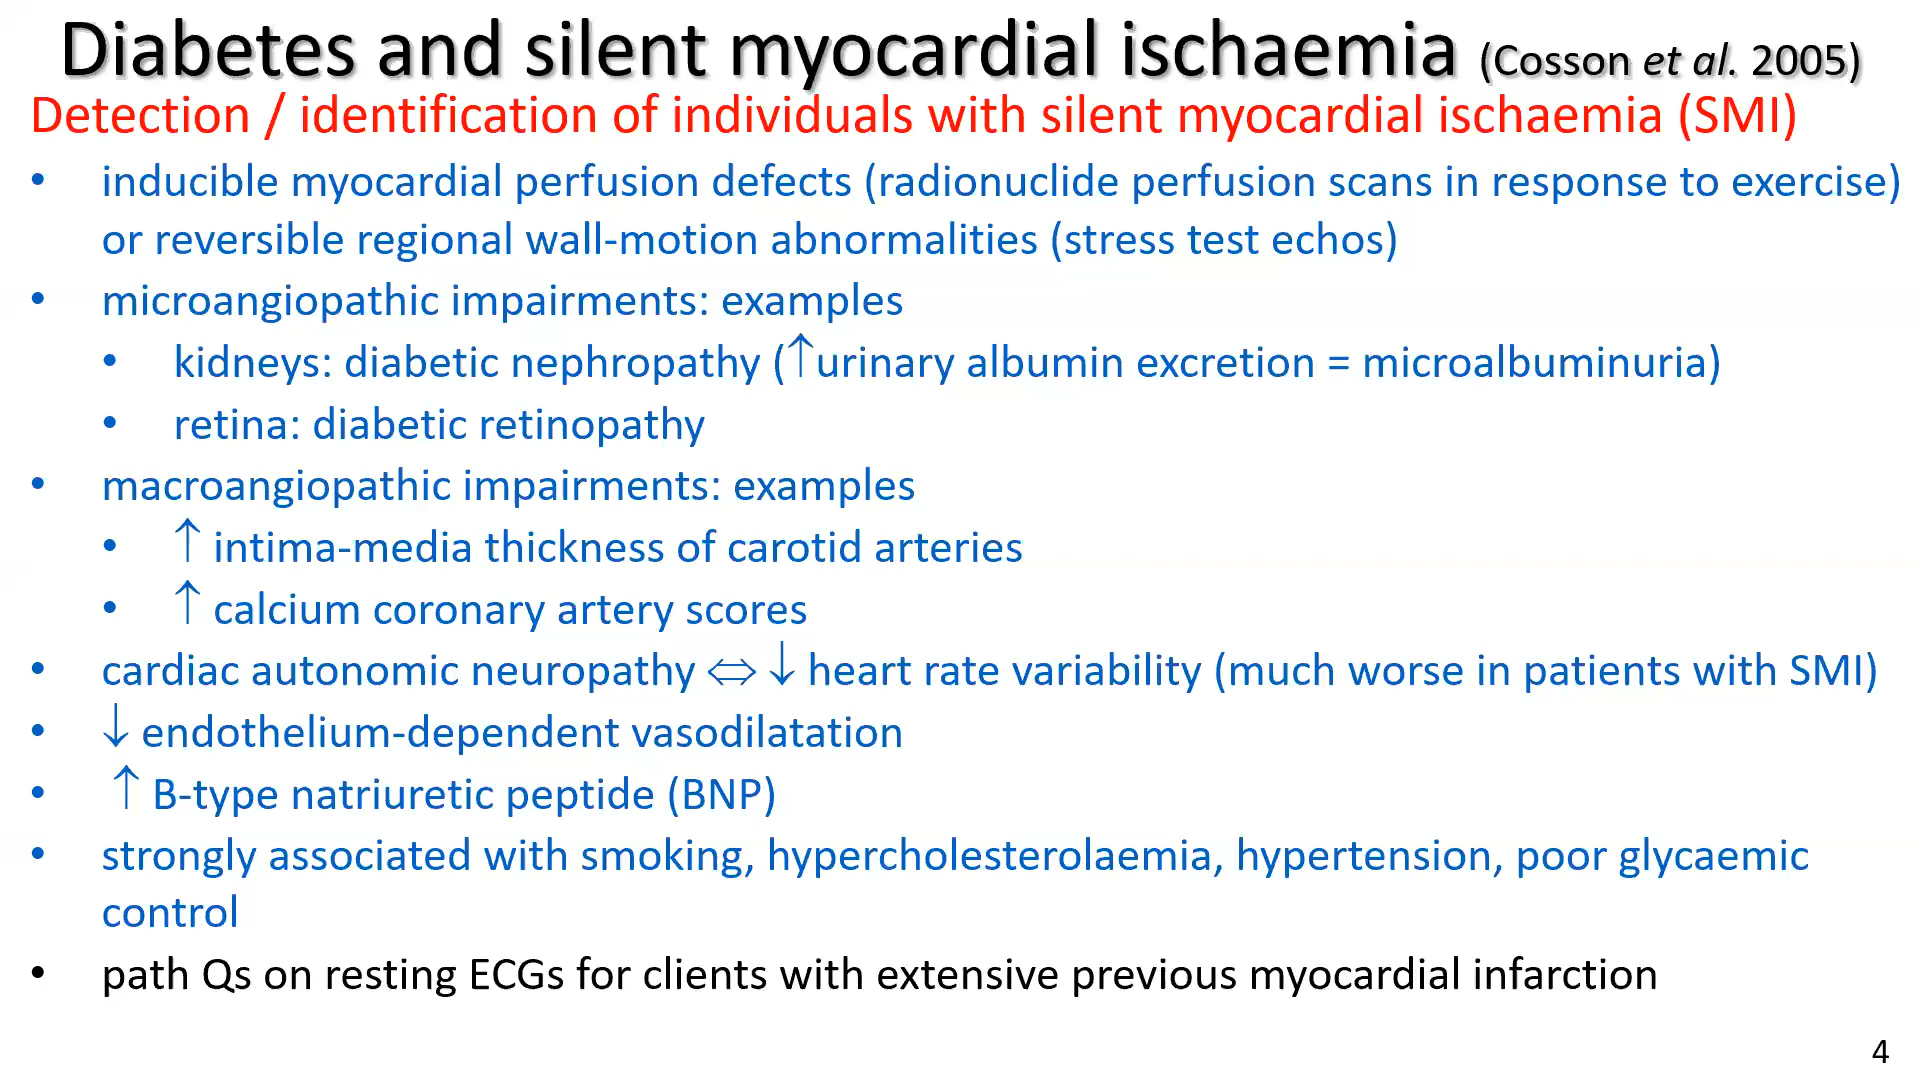 Diabetes and silent myocardial ischaemia (Cosson et al. 2005)
Detection / identification of individuals with silent myocardial ischaemia (SMI)
• inducible myocardial perfusion defects (radionuclide perfusion scans in response to exercise)
or reversible regional wall-motion abnormalities (stress test echos)
• microangiopathic impairments: examples
• kidneys: diabetic nephropathy (↑urinary albumin excretion = microalbuminuria)
• retina: diabetic retinopathy
• macroangiopathic impairments: examples
• ↑ intima-media thickness of carotid arteries
• ↑ calcium coronary artery scores
• cardiac autonomic neuropathy ⇔ ↓ heart rate variability (much worse in patients with SMI)
• ↓ endothelium-dependent vasodilatation
• ↑ B-type natriuretic peptide (BNP)
• strongly associated with smoking, hypercholesterolaemia, hypertension, poor glycaemic
control
• path Qs on resting ECGs for clients with extensive previous myocardial infarction
4